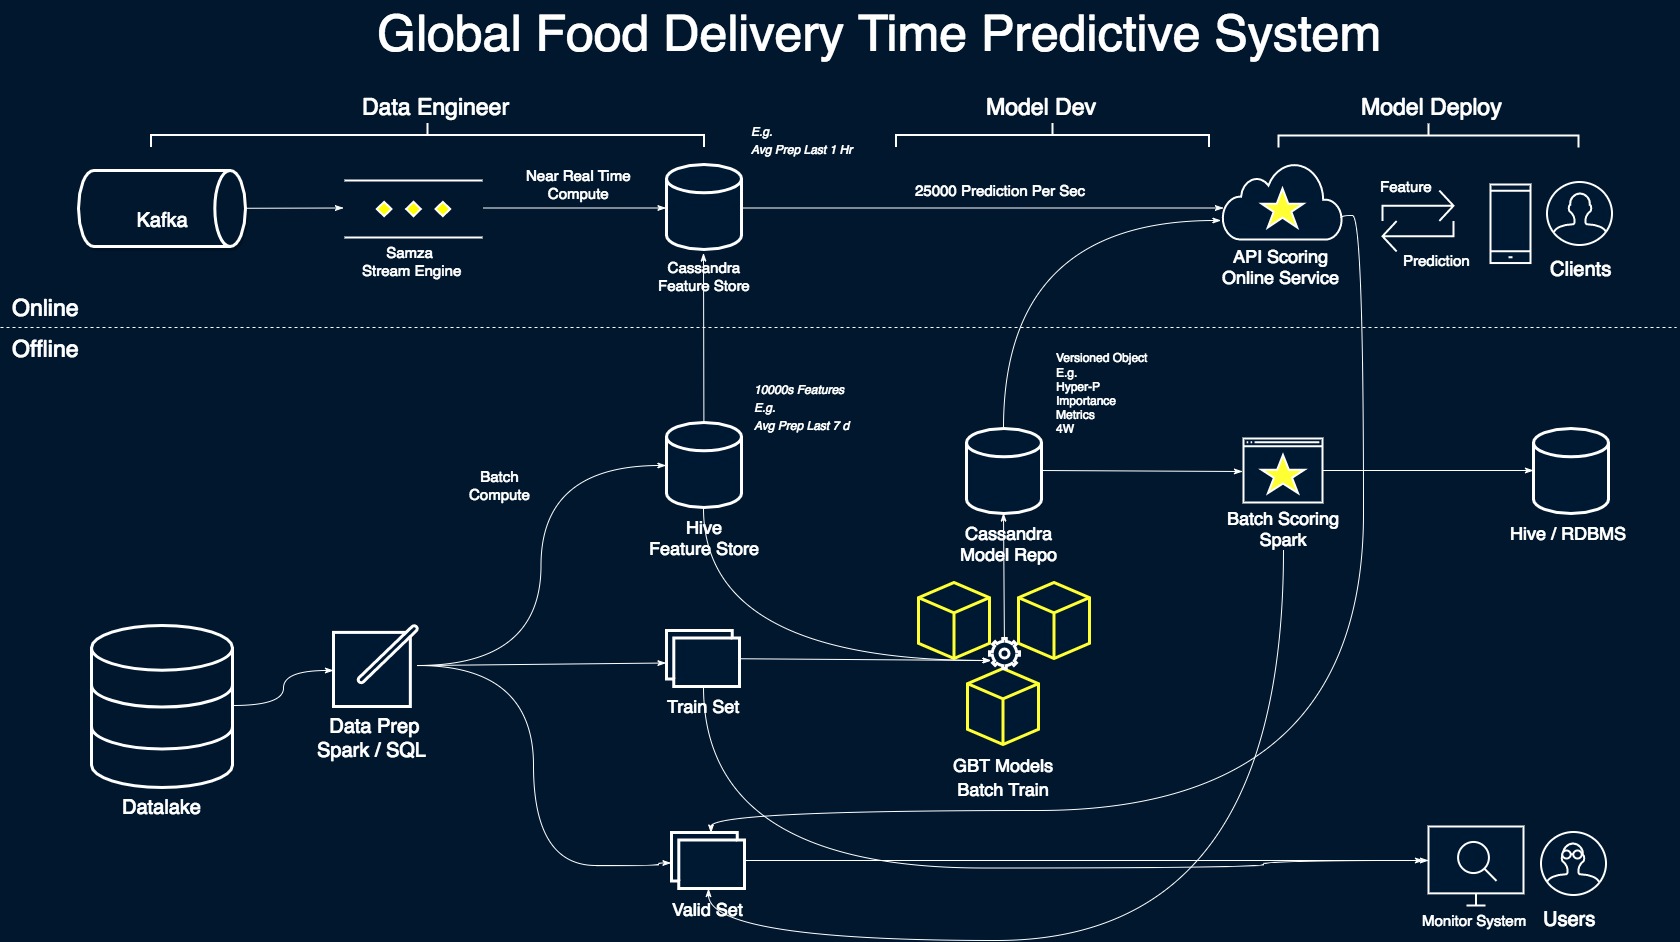 Global Food Delivery Time Predictive System
Data Engineer
Model Dev
Model Deploy
E.g.
Avg Prep Last 1 Hr
Kafka
Samza
Stream Engine
Near Real Time
Compute
Cassandra
Feature Store
25000 Prediction Per Sec
API Scoring
Online Service
Feature
Prediction
Clients
Online
Offline
10000s Features
E.g.
Avg Prep Last 7 d
Batch
Compute
Hive
Feature Store
Versioned Object
E.g.
Hyper-P
Importance
Metrics
4W
Cassandra
Model Repo
Batch Scoring
Spark
Hive / RDBMS
Datalake
Data Prep
Spark / SQL
Train Set
GBT Models
Batch Train
Valid Set
Monitor System
Users